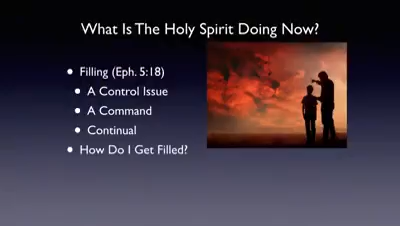 What Is The Holy Spirit Doing Now?
• Filling (Eph. 5:18)
• A Control Issue
• A Command
• Continual
• How Do I Get Filled?